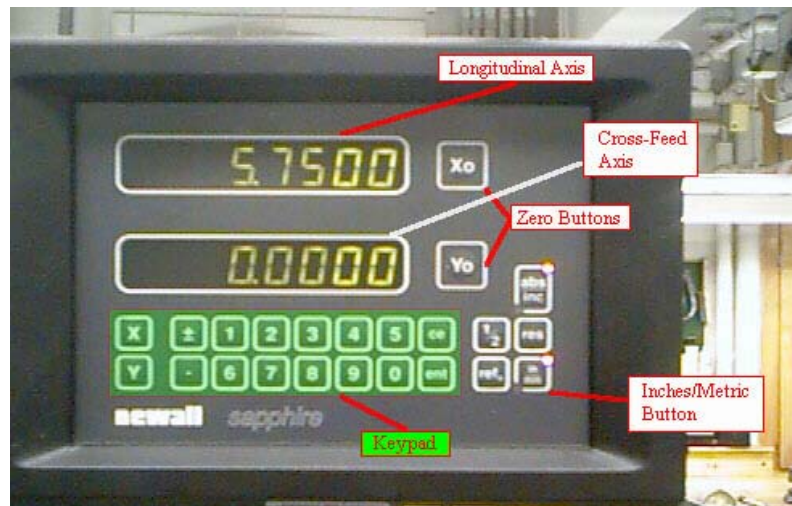 Longitudinal Axis
5.7500
Xo
Cross-Feed
Axis
Zero Buttons
0.0000
Yo
abs
inc
X ± 1 2 3 4 5 ce 1/2 res
Y . 6 7 8 9 0 ent ref. in
mm
Inches/Metric
Button
newall sapphire
Keypad